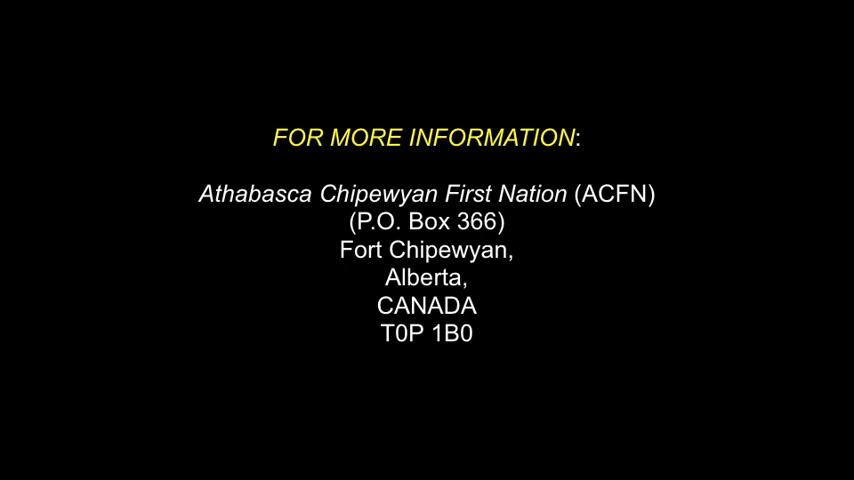 FOR MORE INFORMATION:
Athabasca Chipewyan First Nation (ACFN)
(P.O. Box 366)
Fort Chipewyan,
Alberta,
CANADA
T0P 1B0